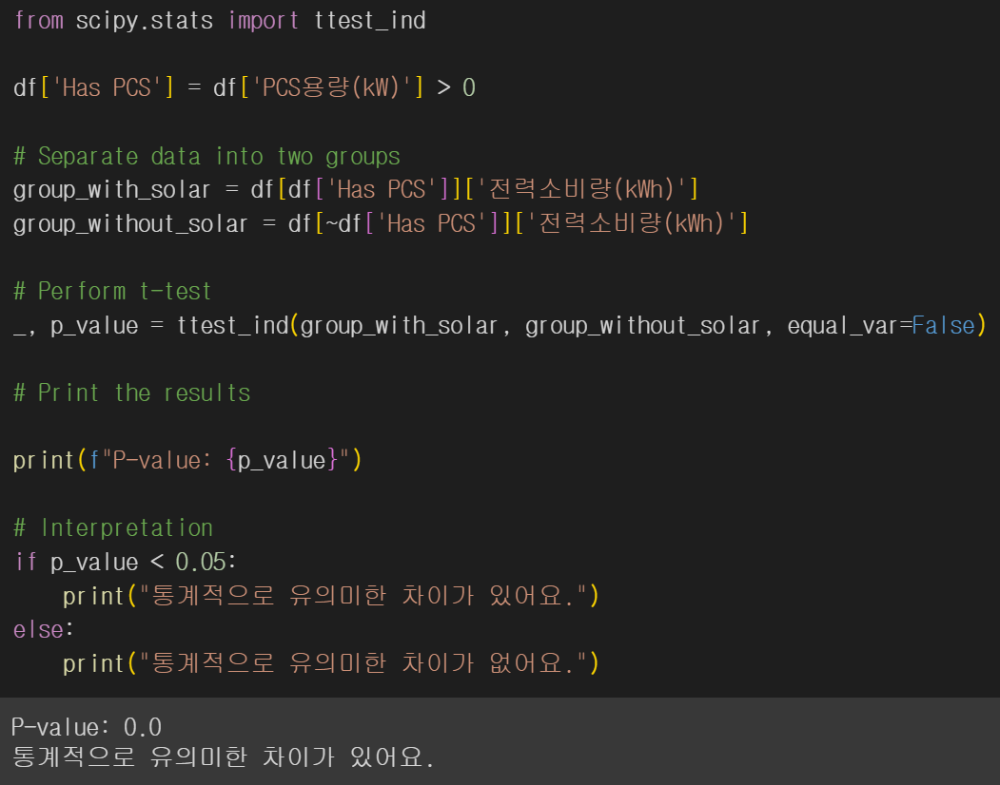 from scipy.stats import ttest_ind
df['Has PCS'] = df['PCS용량(kW)'] > 0
# Separate data into two groups
group_with_solar = df[df['Has PCS']]['전력소비량(kWh)']
group_without_solar = df[~df['Has PCS']]['전력소비량(kWh)']
# Perform t-test
_, p_value = ttest_ind(group_with_solar, group_without_solar, equal_var=False)
# Print the results
print(f"P-value: {p_value}")
# Interpretation
if p_value < 0.05:
    print("통계적으로 유의미한 차이가 있어요.")
else:
    print("통계적으로 유의미한 차이가 없어요.")
P-value: 0.0
통계적으로 유의미한 차이가 있어요.